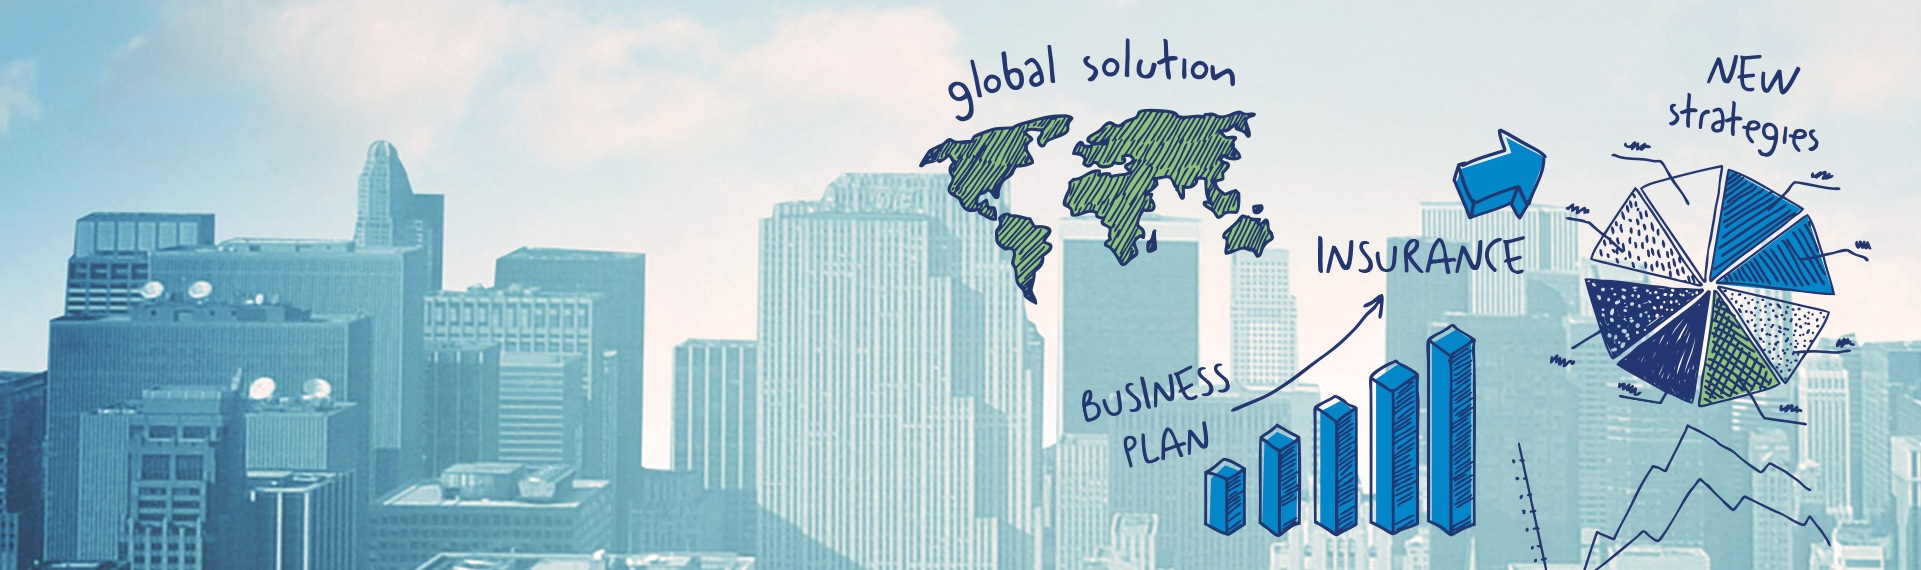 global solution
NEW
strategies
INSURANCE
BUSINESS
PLAN